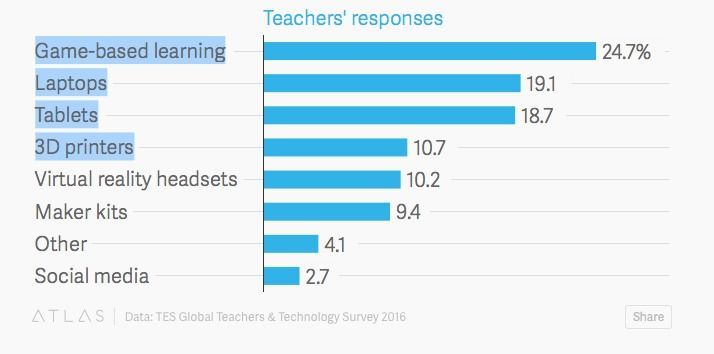 Teachers' responses
Game-based learning 24.7%
Laptops 19.1
Tablets 18.7
3D printers 10.7
Virtual reality headsets 10.2
Maker kits 9.4
Other 4.1
Social media 2.7
ATLAS Data: TES Global Teachers & Technology Survey 2016 Share